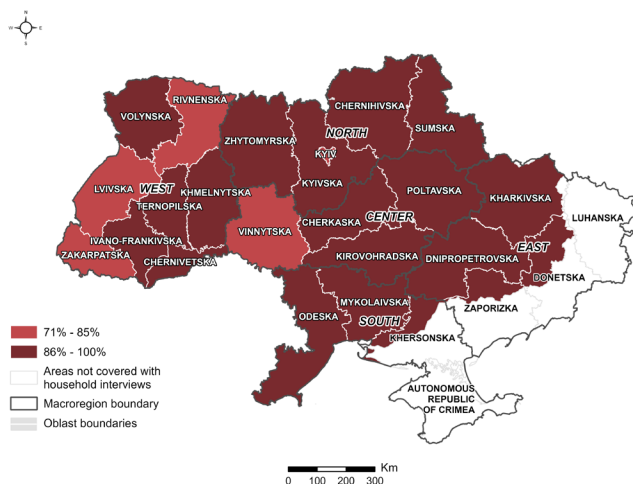 N
W E
S
RIVNENSKA
VOLYNSKA
CHERNIHIVSKA
SUMSKA
ZHYTOMYRSKA
NORTH
KYIV
LVIVSKA
WEST
KHMELNYTSKA
KYIVSKA
POLTAVSKA
KHARKIVSKA
TERNOPILSKA
LUHANSKA
VINNYTSKA
CHERKASKA
CENTER
IVANO-FRANKIVSKA
ZAKARPATSKA
CHERNIVETSKA
KIROVOHRADSKA
DNIPROPETROVSKA
EAST
DONETSKA
MYKOLAIVSKA
ODESKA
SOUTH
ZAPORIZKA
KHERSONSKA
AUTONOMOUS
REPUBLIC
OF CRIMEA
71% - 85%
86% - 100%
Areas not covered with
household interviews
Macroregion boundary
Oblast boundaries
Km
0 100 200 300